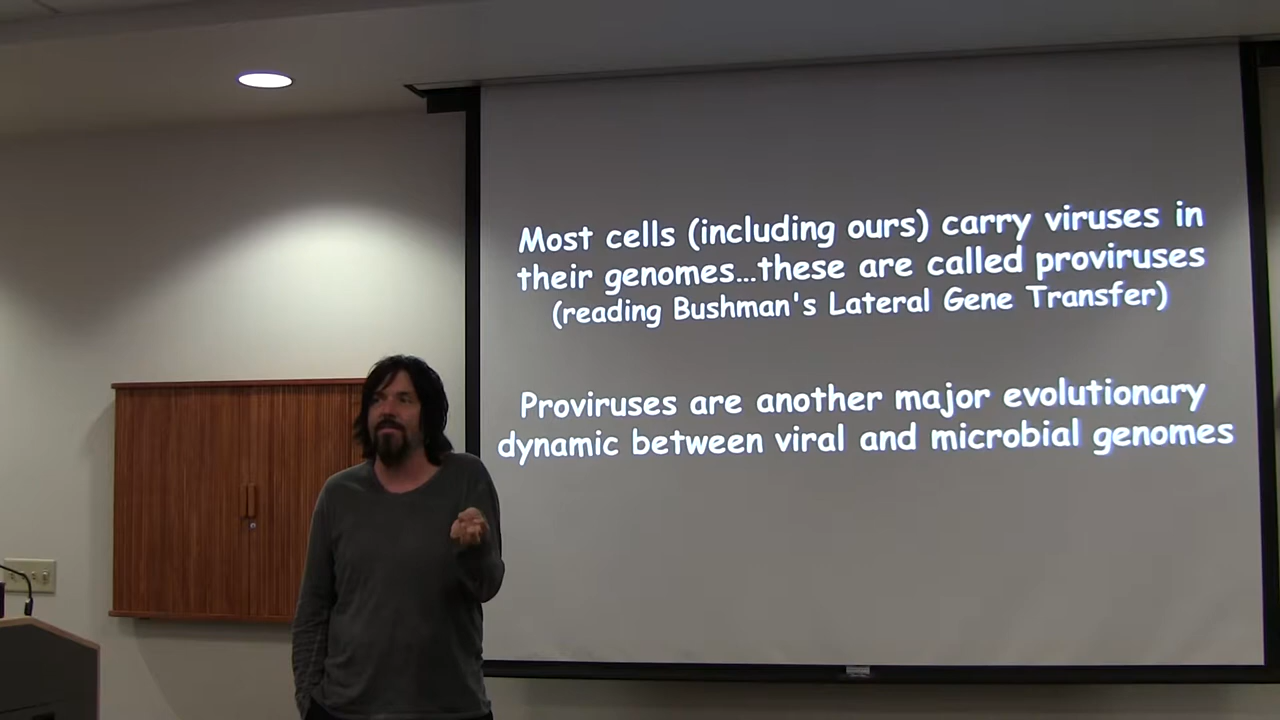 Most cells (including ours) carry viruses in
their genomes...these are called proviruses
(reading Bushman's Lateral Gene Transfer)
Proviruses are another major evolutionary
dynamic between viral and microbial genomes